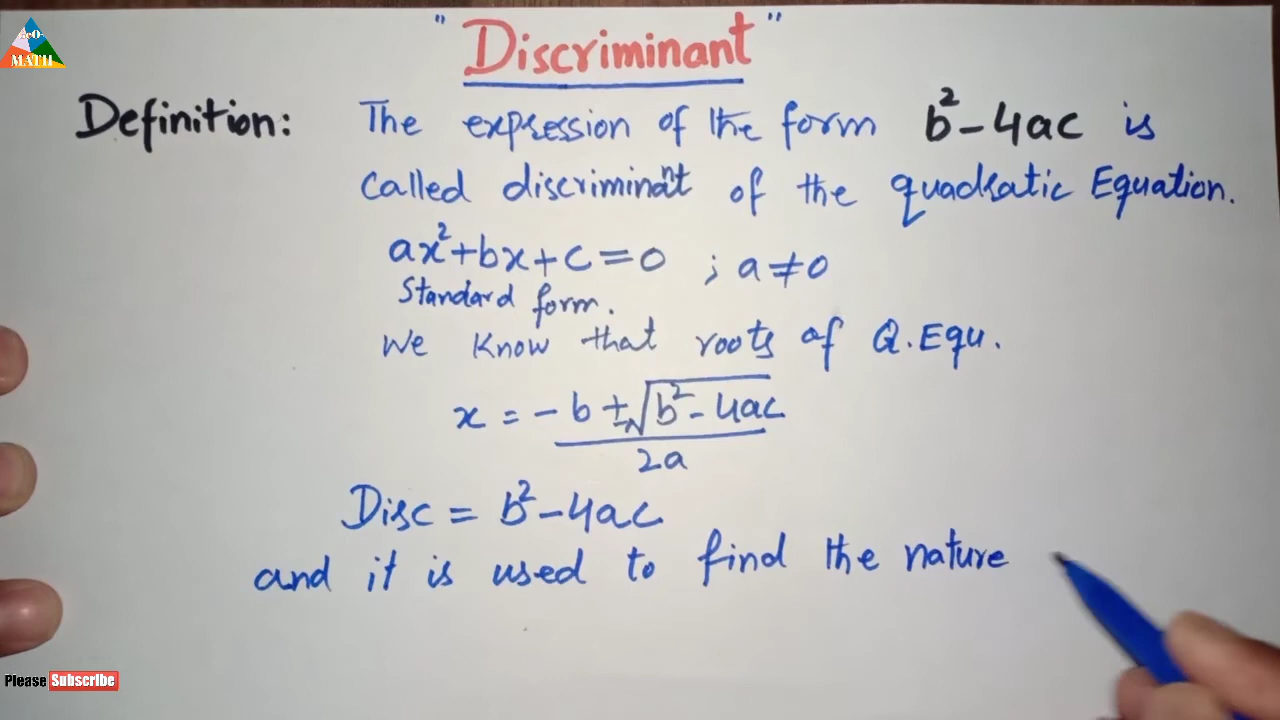 GeO-
MATH
"Discriminant"
Definition: The expression of the form b²-4ac is
called discriminant of the quadratic Equation.
ax²+bx+c=0 ; a≠0
Standard form.
We know that roots of Q.Equ.
x = -b ±√b²-4ac
2a
Disc = b²-4ac
and it is used to find the nature
Please Subscribe